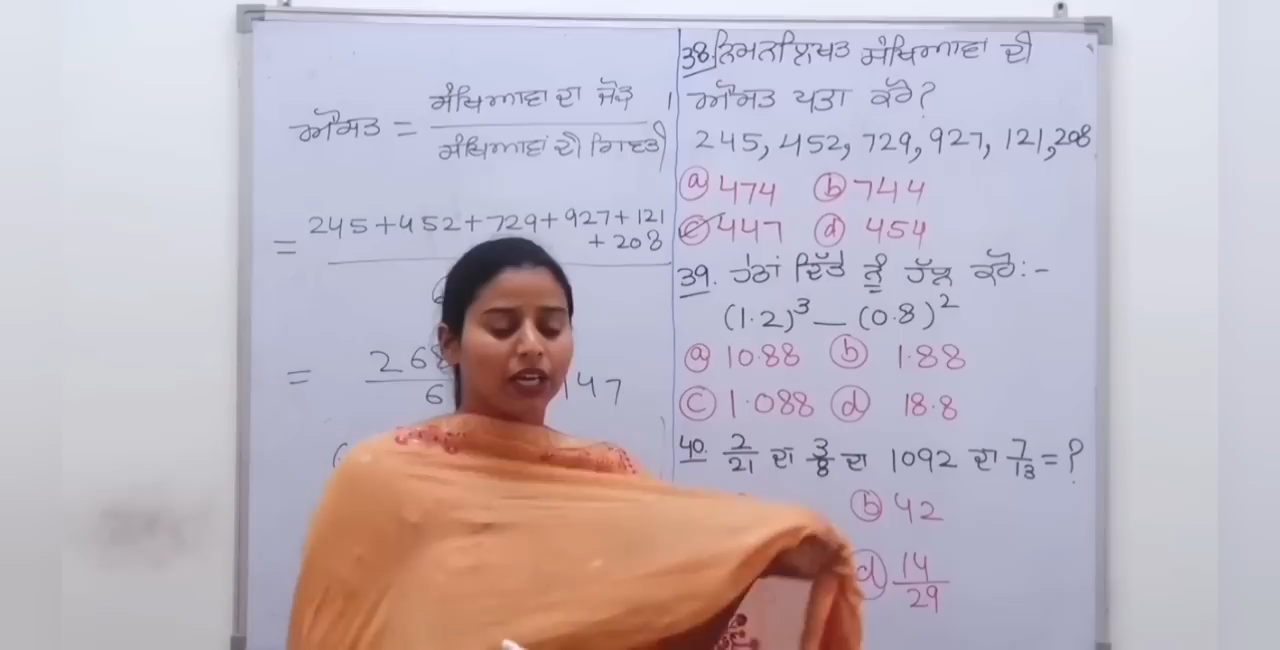 ਔਸਤ = ਸੰਖਿਆਵਾਂ ਦਾ ਜੋੜ
ਸੰਖਿਆਵਾਂ ਦੀ ਗਿਣਤੀ
= 245+452+729+927+121
+208
= 268
6
147
38. ਨਿਮਨਲਿਖਤ ਸੰਖਿਆਵਾਂ ਦੀ
ਔਸਤ ਪਤਾ ਕਰੋ?
245, 452, 729, 927, 121, 208
(a) 474 (b) 744
(c) 447 (d) 454
39. ਹੇਠਾਂ ਦਿੱਤੇ ਨੂੰ ਹੱਲ ਕਰੋ:-
(1.2)³ — (0.8)²
(a) 10.88 (b) 1.88
(c) 1.088 (d) 18.8
40. 2/21 ਦਾ 3/8 ਦਾ 1092 ਦਾ 7/13 = ?
(b) 42
(d) 14/29